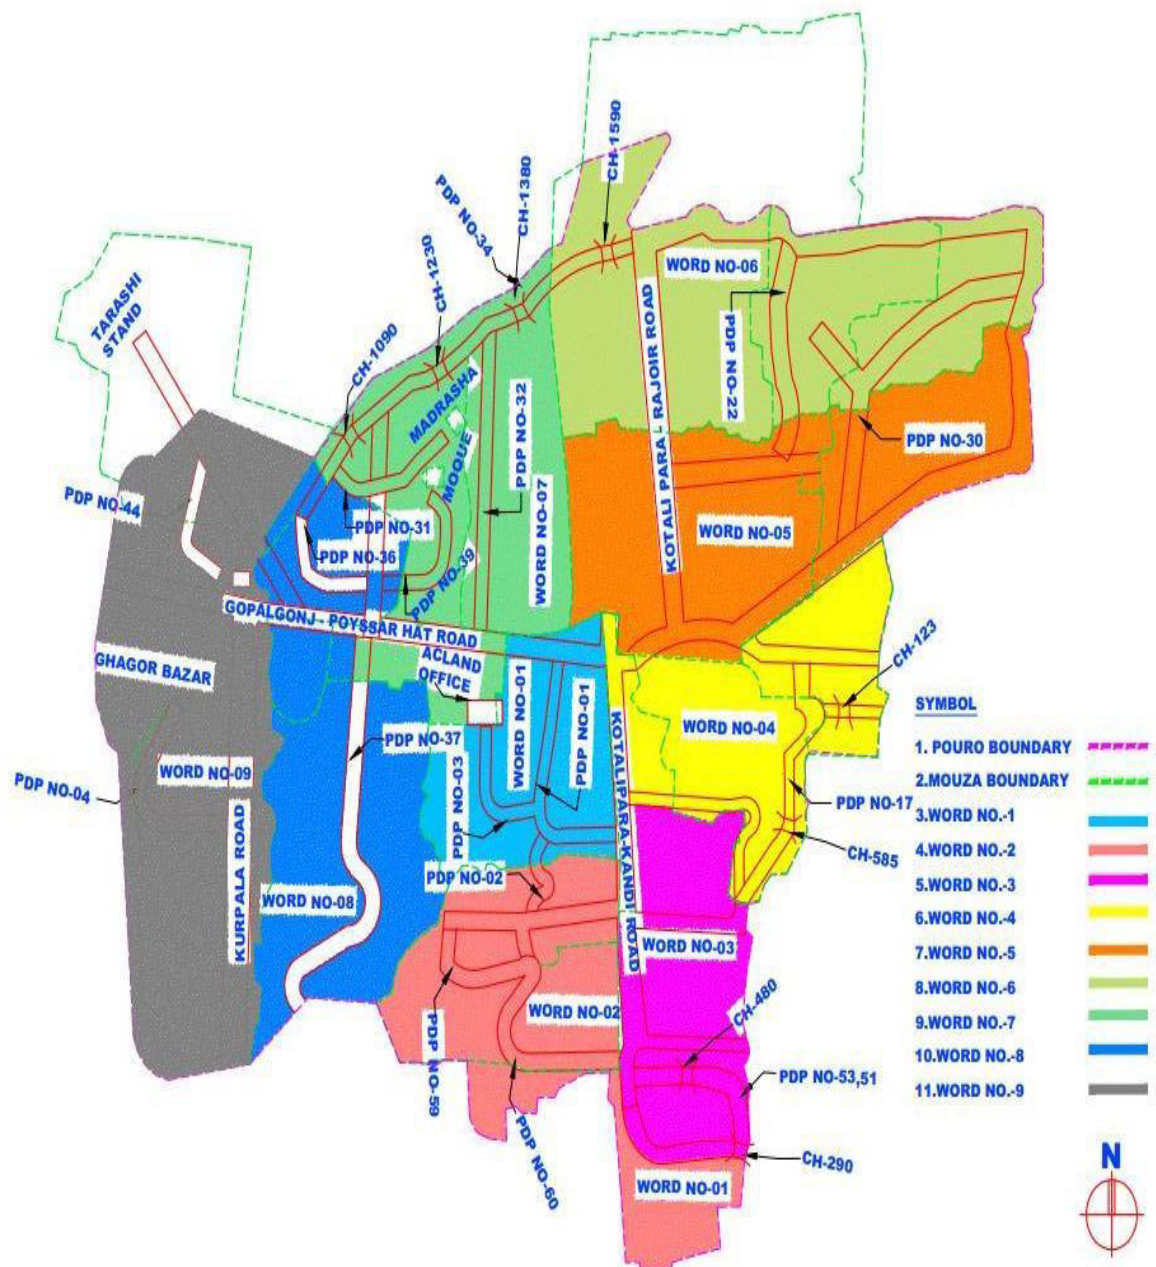 CH-1590
CH-1380
PDP NO-34
CH-1230
CH-1090
TARASHI
STAND
WORD NO-06
KOTALI PARA - RAJOIR ROAD
PDP NO-22
MADRASHA
MOQUE
PDP NO-32
WORD NO-07
PDP NO-30
PDP NO-44
PDP NO-31
PDP NO-36
PDP NO-39
WORD NO-05
GOPALGONJ - POYSSAR HAT ROAD
CH-123
GHAGOR BAZAR
ACLAND
OFFICE
WORD NO-01
PDP NO-01
KOTALIPARA-KANDI ROAD
WORD NO-04
PDP NO-37
PDP NO-03
WORD NO-09
PDP NO-04
KURPALA ROAD
PDP NO-17
CH-585
PDP NO-02
WORD NO-08
WORD NO-03
WORD NO-02
CH-480
PDP NO-59
PDP NO-53,51
PDP NO-60
CH-290
WORD NO-01
SYMBOL
1. POURO BOUNDARY
2.MOUZA BOUNDARY
3.WORD NO.-1
4.WORD NO.-2
5.WORD NO.-3
6.WORD NO.-4
7.WORD NO.-5
8.WORD NO.-6
9.WORD NO.-7
10.WORD NO.-8
11.WORD NO.-9
N